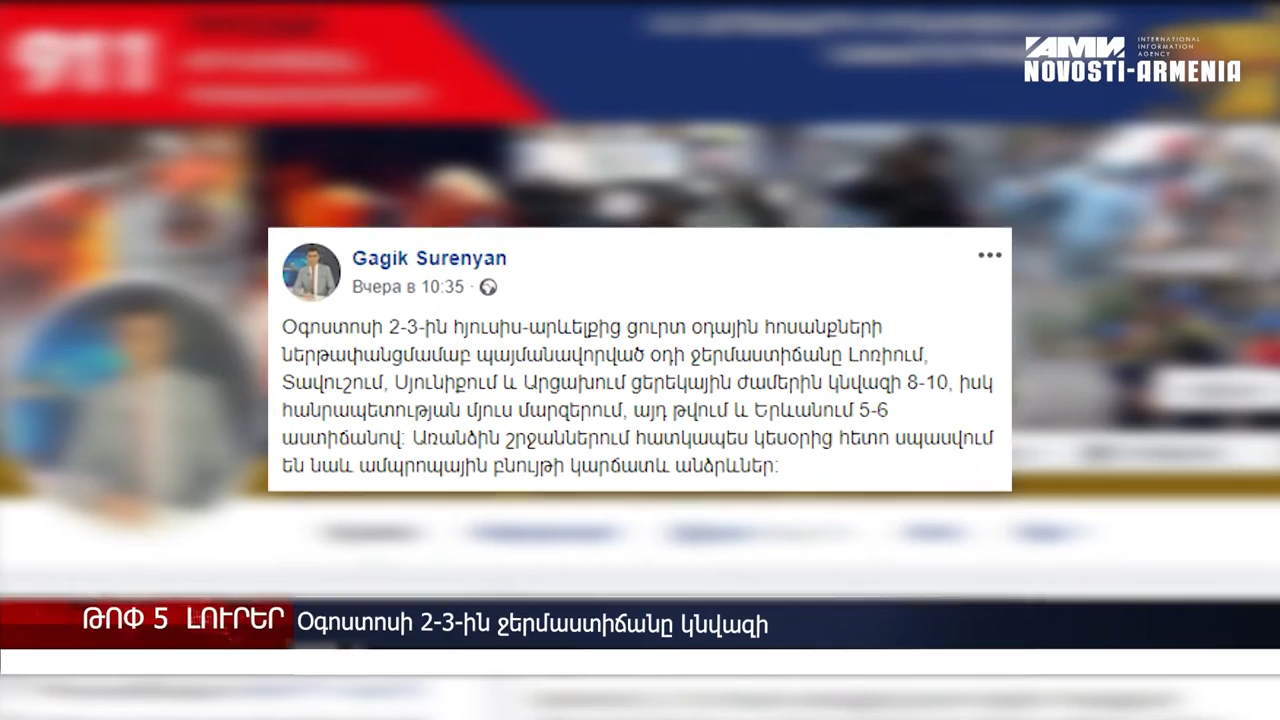 АМИ
INTERNATIONAL
INFORMATION
AGENCY
NOVOSTI-ARMENIA
Gagik Surenyan
Вчера в 10:35
Օգոստոսի 2-3-ին հյուսիս-արևելքից ցուրտ օդային հոսանքների
ներթափանցմամաբ պայմանավորված օդի ջերմաստիճանը Լոռիում,
Տավուշում, Սյունիքում և Արցախում ցերեկային ժամերին կնվազի 8-10, իսկ
հանրապետության մյուս մարզերում, այդ թվում և Երևանում 5-6
աստիճանով։ Առանձին շրջաններում հատկապես կեսօրից հետո սպասվում
են նաև ամպրոպային բնույթի կարճատև անձրևներ։
ԹՈՓ 5 ԼՈՒՐԵՐ
Օգոստոսի 2-3-ին ջերմաստիճանը կնվազի